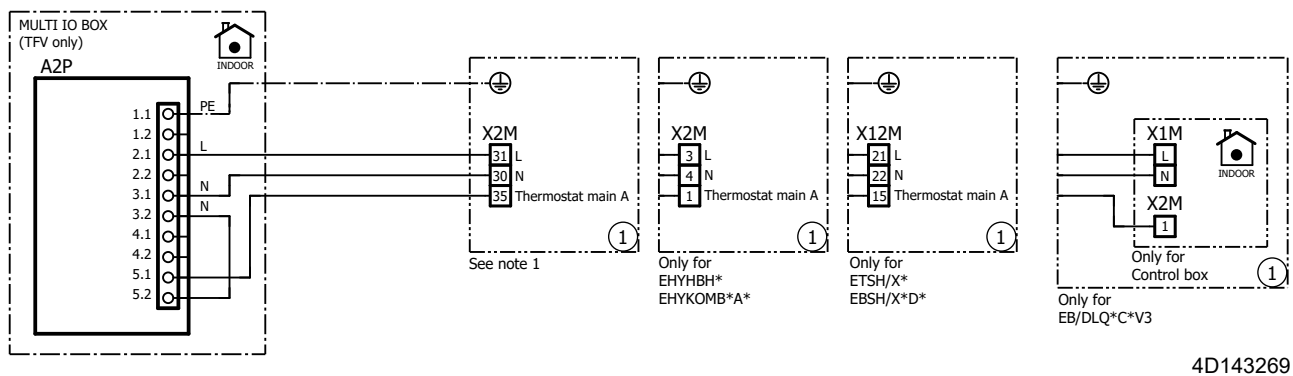 MULTI IO BOX
(TFV only)
INDOOR
A2P
1.1
PE
1.2
2.1
L
2.2
3.1
N
3.2
N
4.1
4.2
5.1
5.2
X2M
31 L
30 N
35 Thermostat main A
1
See note 1
X2M
3 L
4 N
1 Thermostat main A
1
Only for
EHYHBH*
EHYKOMB*A*
X12M
21 L
22 N
15 Thermostat main A
1
Only for
ETSH/X*
EBSH/X*D*
X1M
L
N
INDOOR
X2M
1
Only for
Control box
1
Only for
EB/DLQ*C*V3
4D143269